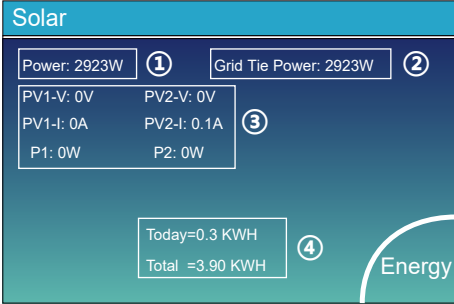 Solar
Power: 2923W ① Grid Tie Power: 2923W ②
PV1-V: 0V PV2-V: 0V
PV1-I: 0A PV2-I: 0.1A ③
P1: 0W P2: 0W
Today=0.3 KWH
④
Total =3.90 KWH
Energy